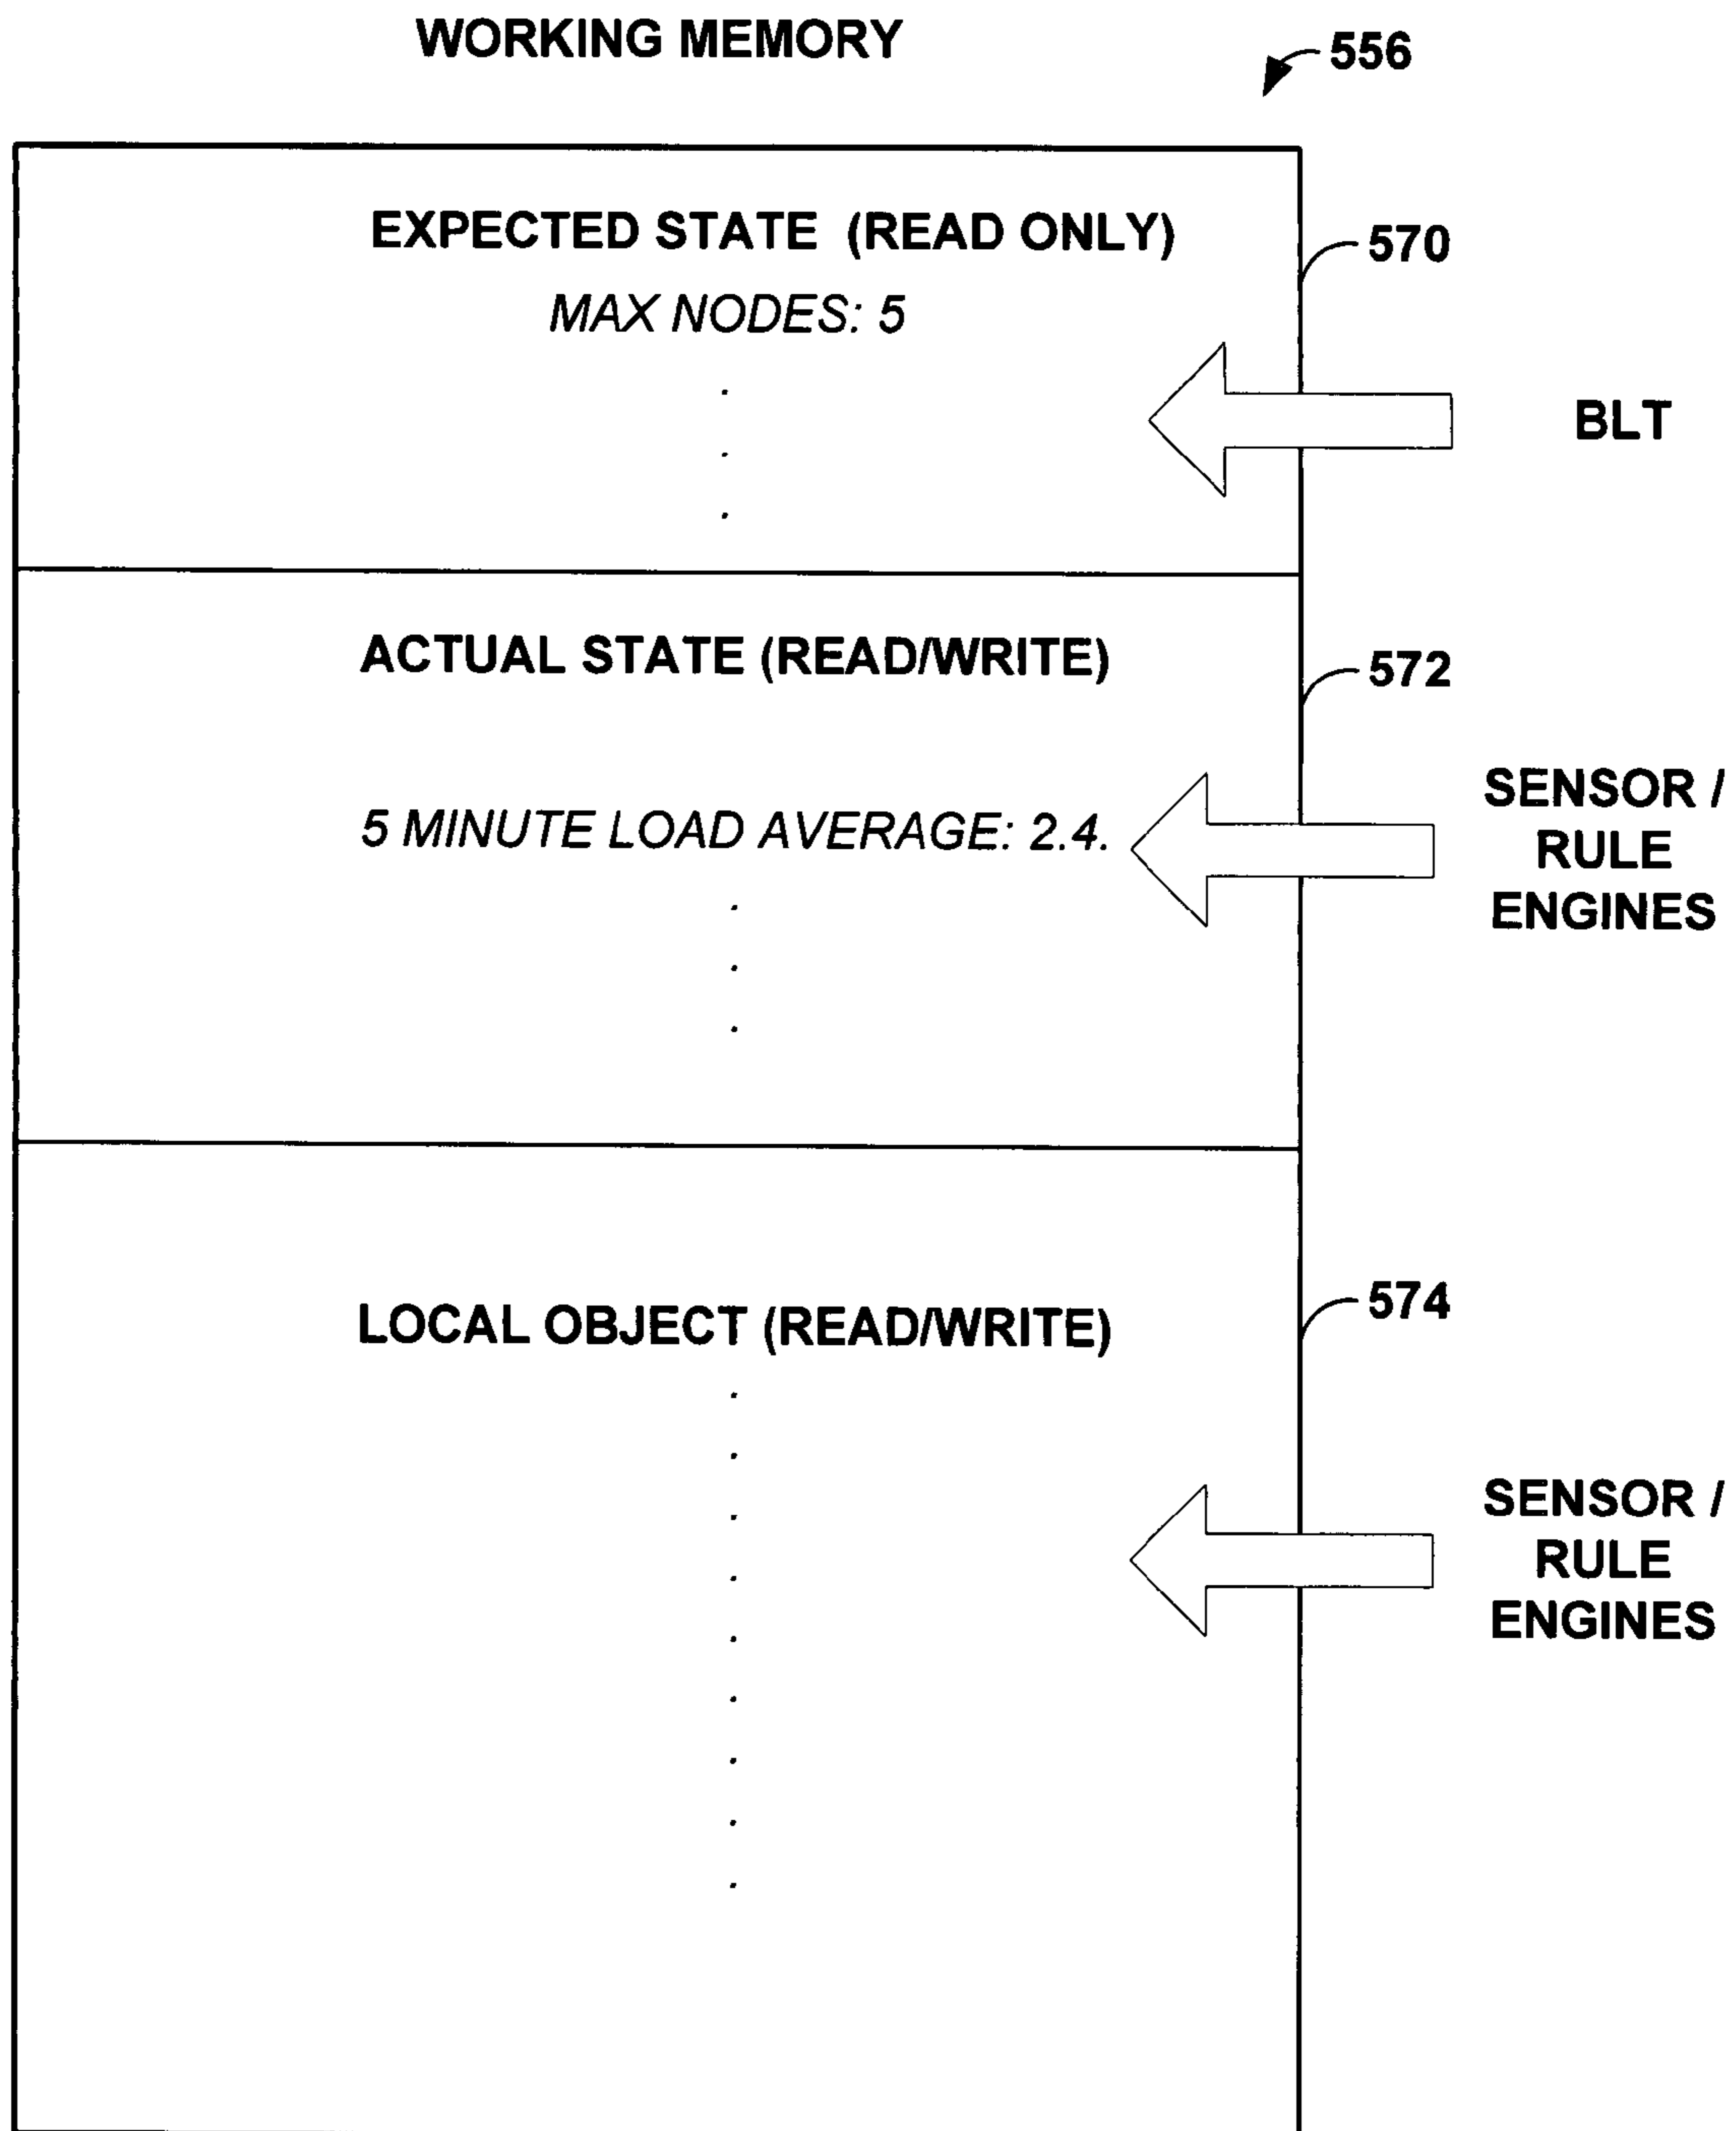 WORKING MEMORY
556
EXPECTED STATE (READ ONLY)
570
MAX NODES: 5
BLT
ACTUAL STATE (READ/WRITE)
572
SENSOR /
RULE
ENGINES
5 MINUTE LOAD AVERAGE: 2.4.
LOCAL OBJECT (READ/WRITE)
574
SENSOR /
RULE
ENGINES